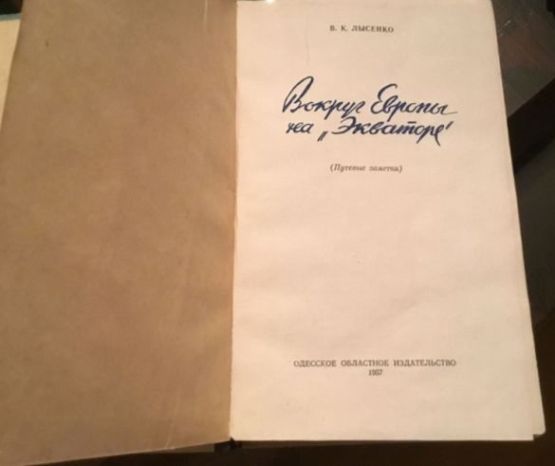 В. К. ЛЫСЕНКО
Вокруг Европы
на „Экваторе"
(Путевые заметки)
ОДЕССКОЕ ОБЛАСТНОЕ ИЗДАТЕЛЬСТВО
1957